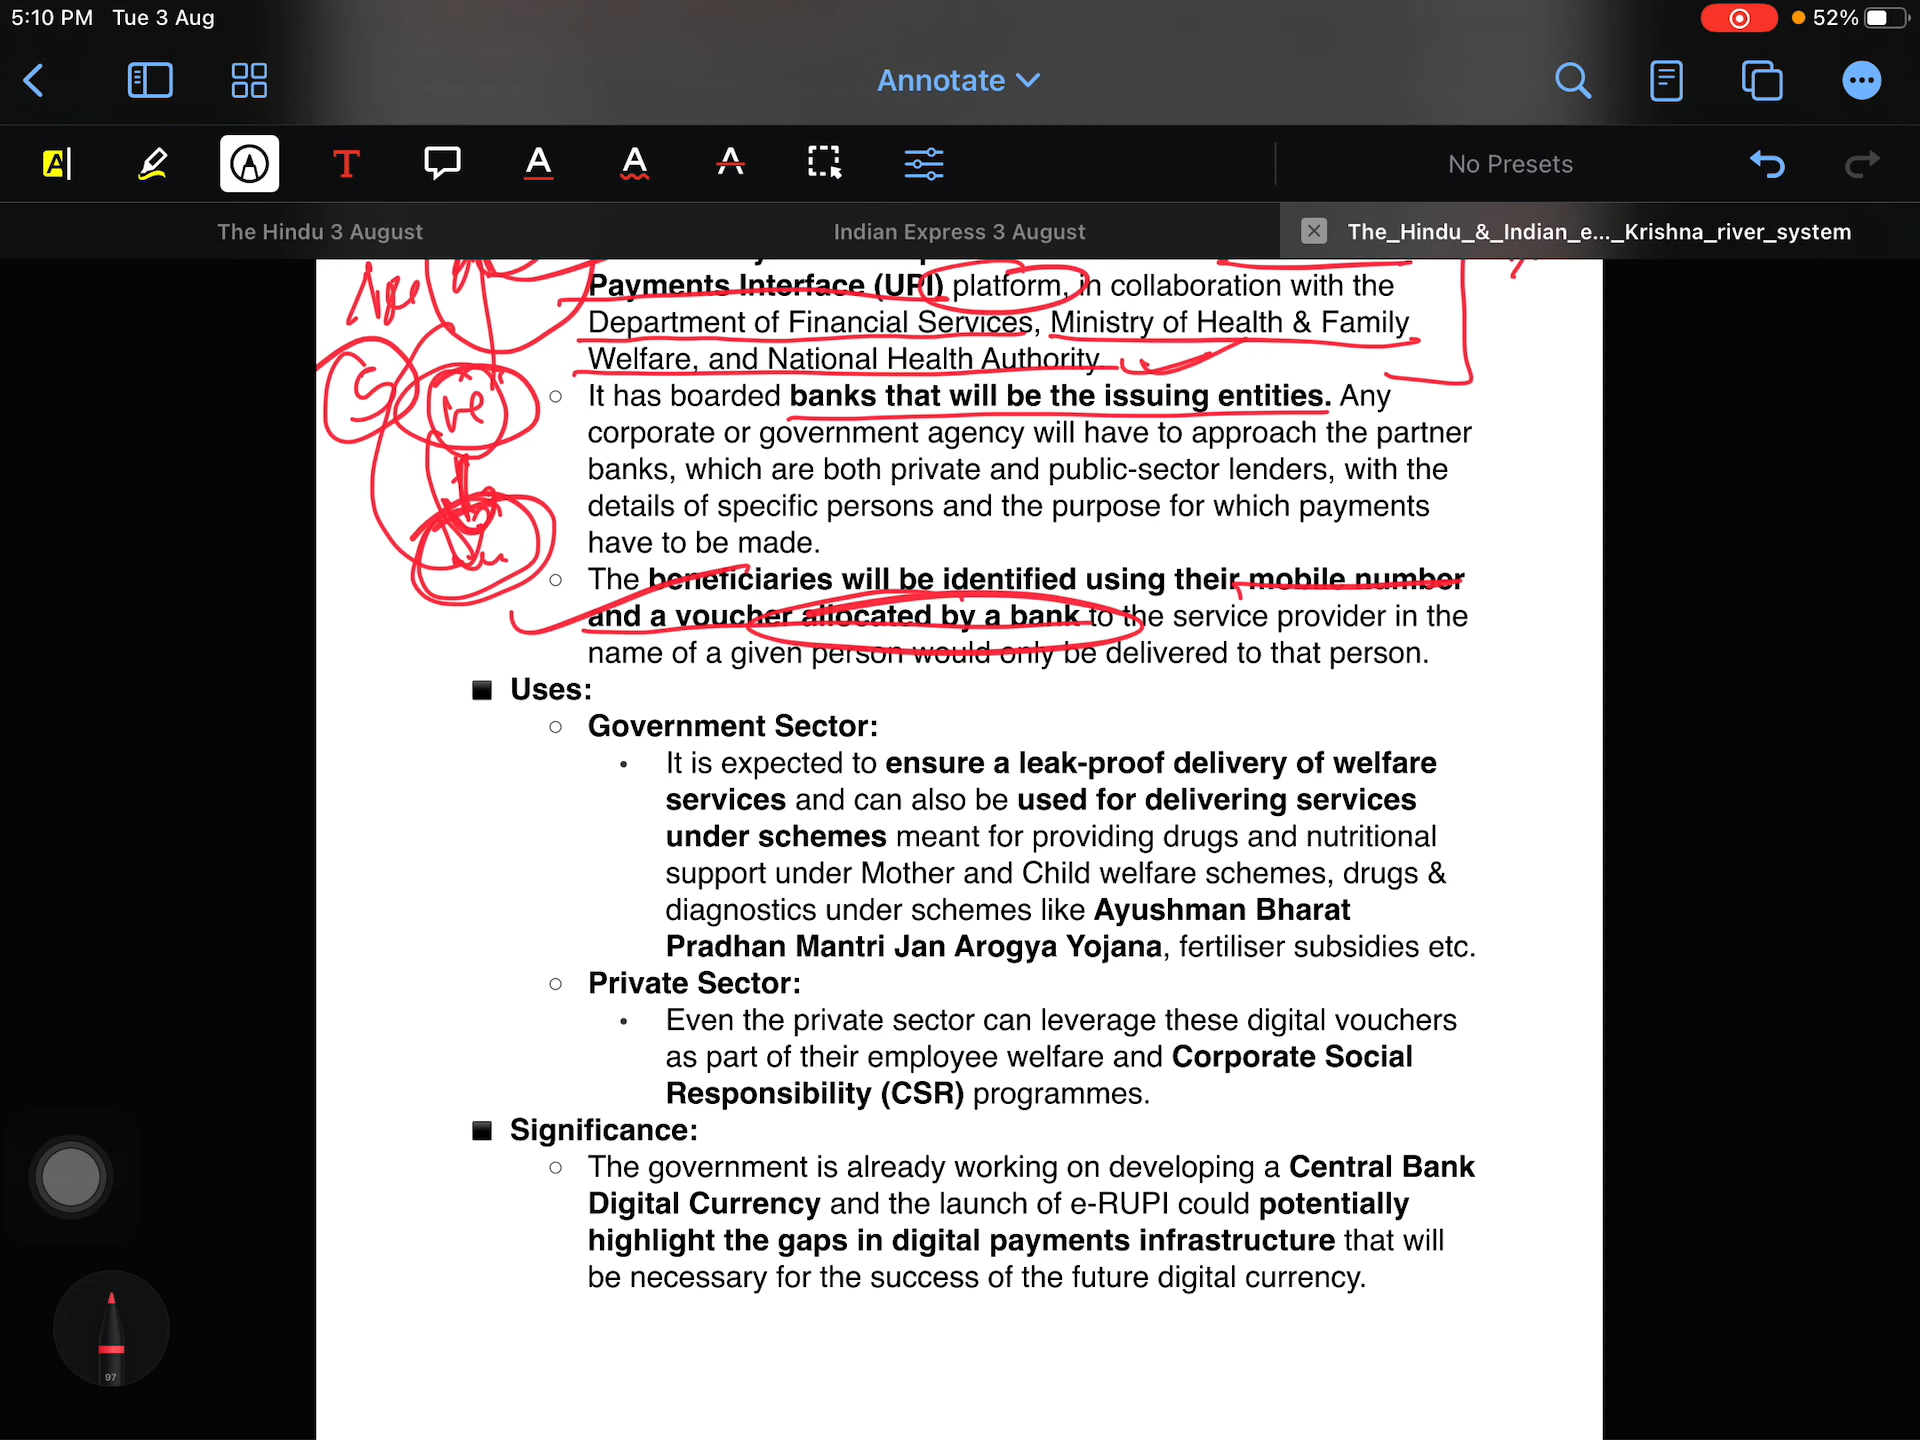 5:10 PM Tue 3 Aug
52%
Annotate
No Presets
The Hindu 3 August
Indian Express 3 August
The_Hindu_&_Indian_e..._Krishna_river_system
Payments Interface (UPI) platform, in collaboration with the
Department of Financial Services, Ministry of Health & Family
Welfare, and National Health Authority.
○ It has boarded banks that will be the issuing entities. Any
corporate or government agency will have to approach the partner
banks, which are both private and public-sector lenders, with the
details of specific persons and the purpose for which payments
have to be made.
○ The beneficiaries will be identified using their mobile number
and a voucher allocated by a bank to the service provider in the
name of a given person would only be delivered to that person.
■ Uses:
○ Government Sector:
• It is expected to ensure a leak-proof delivery of welfare
services and can also be used for delivering services
under schemes meant for providing drugs and nutritional
support under Mother and Child welfare schemes, drugs &
diagnostics under schemes like Ayushman Bharat
Pradhan Mantri Jan Arogya Yojana, fertiliser subsidies etc.
○ Private Sector:
• Even the private sector can leverage these digital vouchers
as part of their employee welfare and Corporate Social
Responsibility (CSR) programmes.
■ Significance:
○ The government is already working on developing a Central Bank
Digital Currency and the launch of e-RUPI could potentially
highlight the gaps in digital payments infrastructure that will
be necessary for the success of the future digital currency.
97